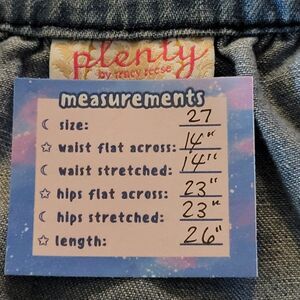 plenty
by tracy reese
measurements
size: 27
waist flat across: 14"
waist stretched: 14"
hips flat across: 23"
hips stretched: 23"
length: 26"